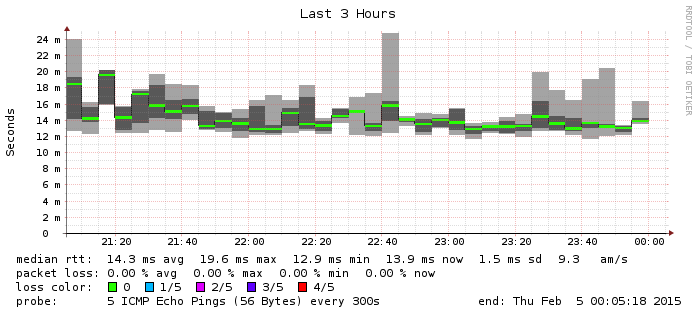 Last 3 Hours
RRDTOOL / TOBI OETIKER
Seconds
24 m
22 m
20 m
18 m
16 m
14 m
12 m
10 m
8 m
6 m
4 m
2 m
0
21:20 21:40 22:00 22:20 22:40 23:00 23:20 23:40 00:00
median rtt: 14.3 ms avg 19.6 ms max 12.9 ms min 13.9 ms now 1.5 ms sd 9.3 am/s
packet loss: 0.00 % avg 0.00 % max 0.00 % min 0.00 % now
loss color: 0 1/5 2/5 3/5 4/5
probe: 5 ICMP Echo Pings (56 Bytes) every 300s end: Thu Feb 5 00:05:18 2015